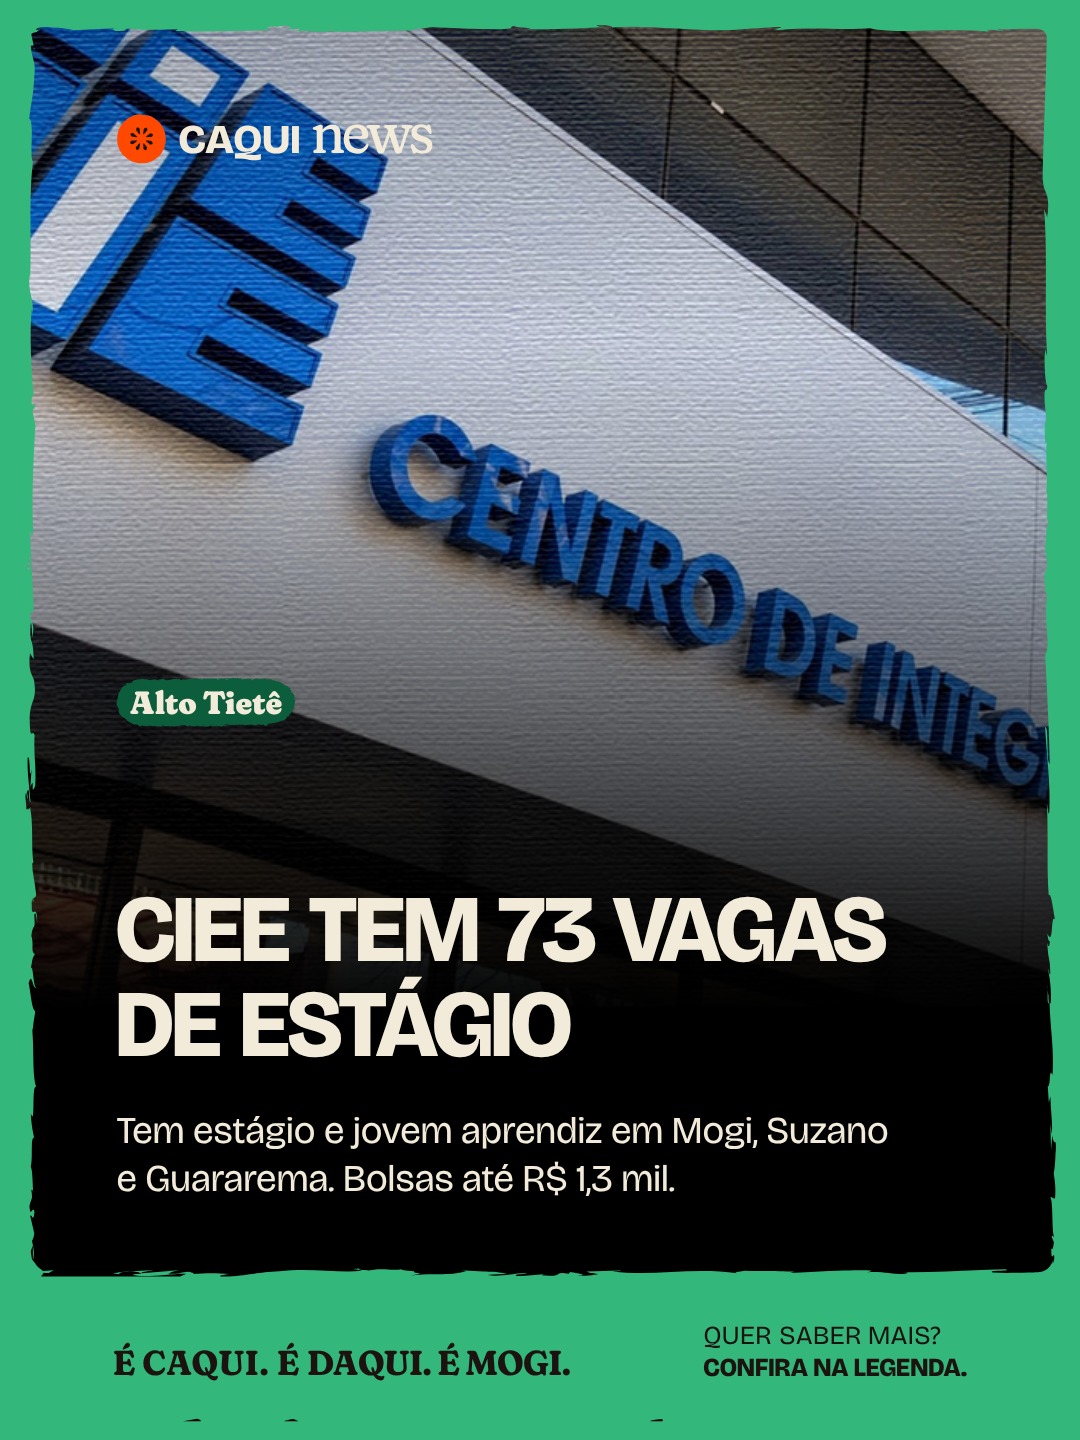 CAQUI news
CENTRO DE INTEG
Alto Tietê
CIEE TEM 73 VAGAS
DE ESTÁGIO
Tem estágio e jovem aprendiz em Mogi, Suzano
e Guararema. Bolsas até R$ 1,3 mil.
É CAQUI. É DAQUI. É MOGI.
QUER SABER MAIS?
CONFIRA NA LEGENDA.